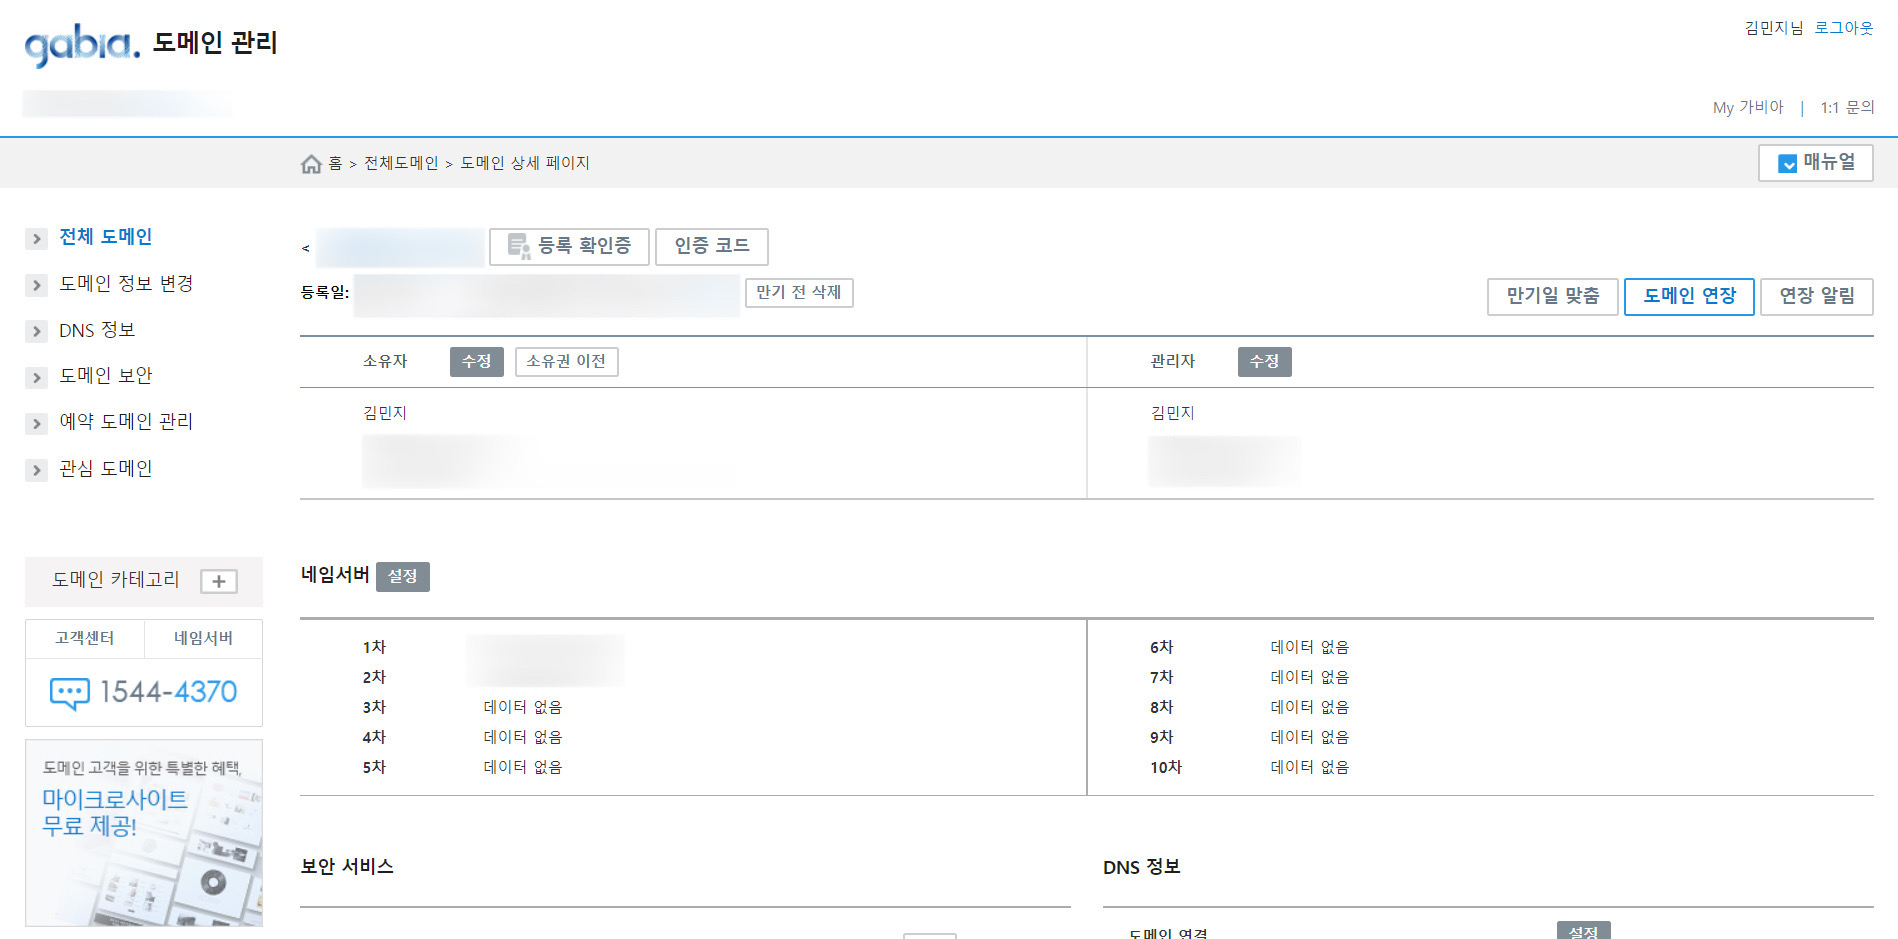 gabia. 도메인 관리
김민지님 로그아웃
My 가비아 | 1:1 문의
홈 > 전체도메인 > 도메인 상세 페이지
매뉴얼
전체 도메인
도메인 정보 변경
DNS 정보
도메인 보안
예약 도메인 관리
관심 도메인
도메인 카테고리 +
고객센터 네임서버
1544-4370
도메인 고객을 위한 특별한 혜택,
마이크로사이트
무료 제공!
< 등록 확인증 인증 코드
등록일: 만기 전 삭제
만기일 맞춤 도메인 연장 연장 알림
소유자 수정 소유권 이전
관리자 수정
김민지
김민지
네임서버 설정
1차
2차
3차 데이터 없음
4차 데이터 없음
5차 데이터 없음
6차 데이터 없음
7차 데이터 없음
8차 데이터 없음
9차 데이터 없음
10차 데이터 없음
보안 서비스
DNS 정보
도메인 연결 설정